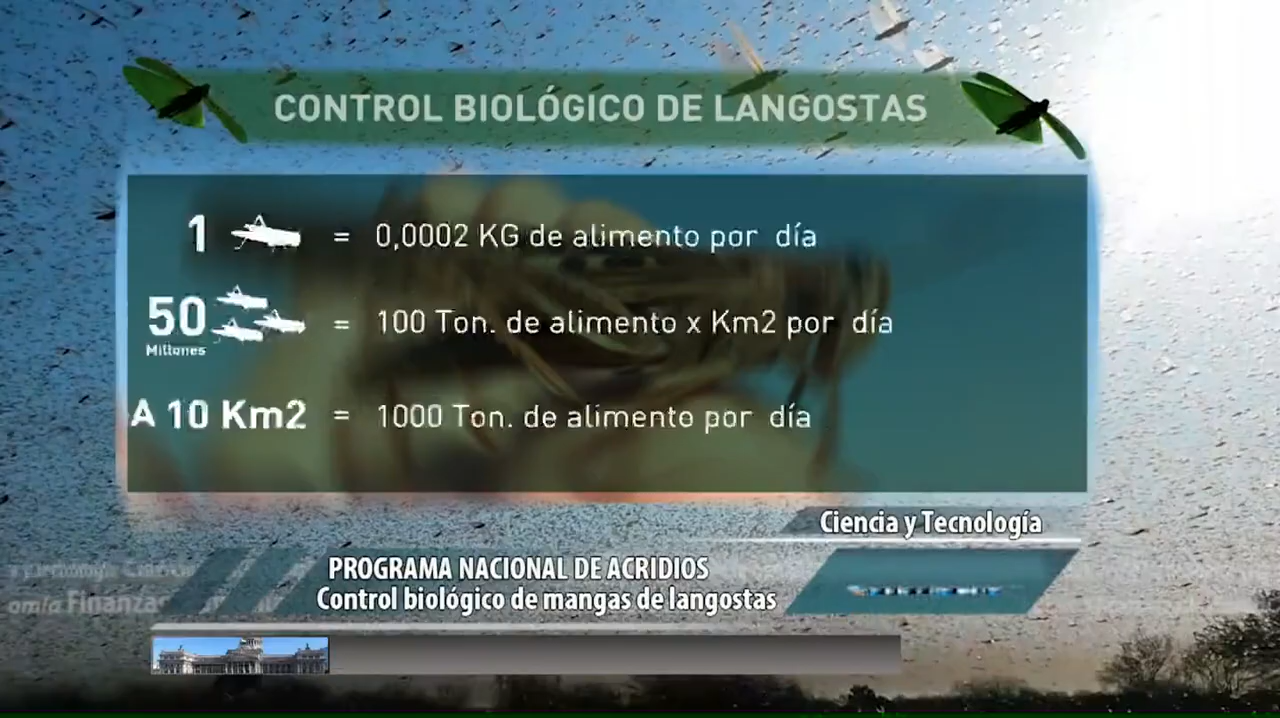 CONTROL BIOLÓGICO DE LANGOSTAS
1 = 0,0002 KG de alimento por día
50 Millones = 100 Ton. de alimento x Km2 por día
A 10 Km2 = 1000 Ton. de alimento por día
Ciencia y Tecnología
PROGRAMA NACIONAL DE ACRIDIOS
Control biológico de mangas de langostas
Finanzas